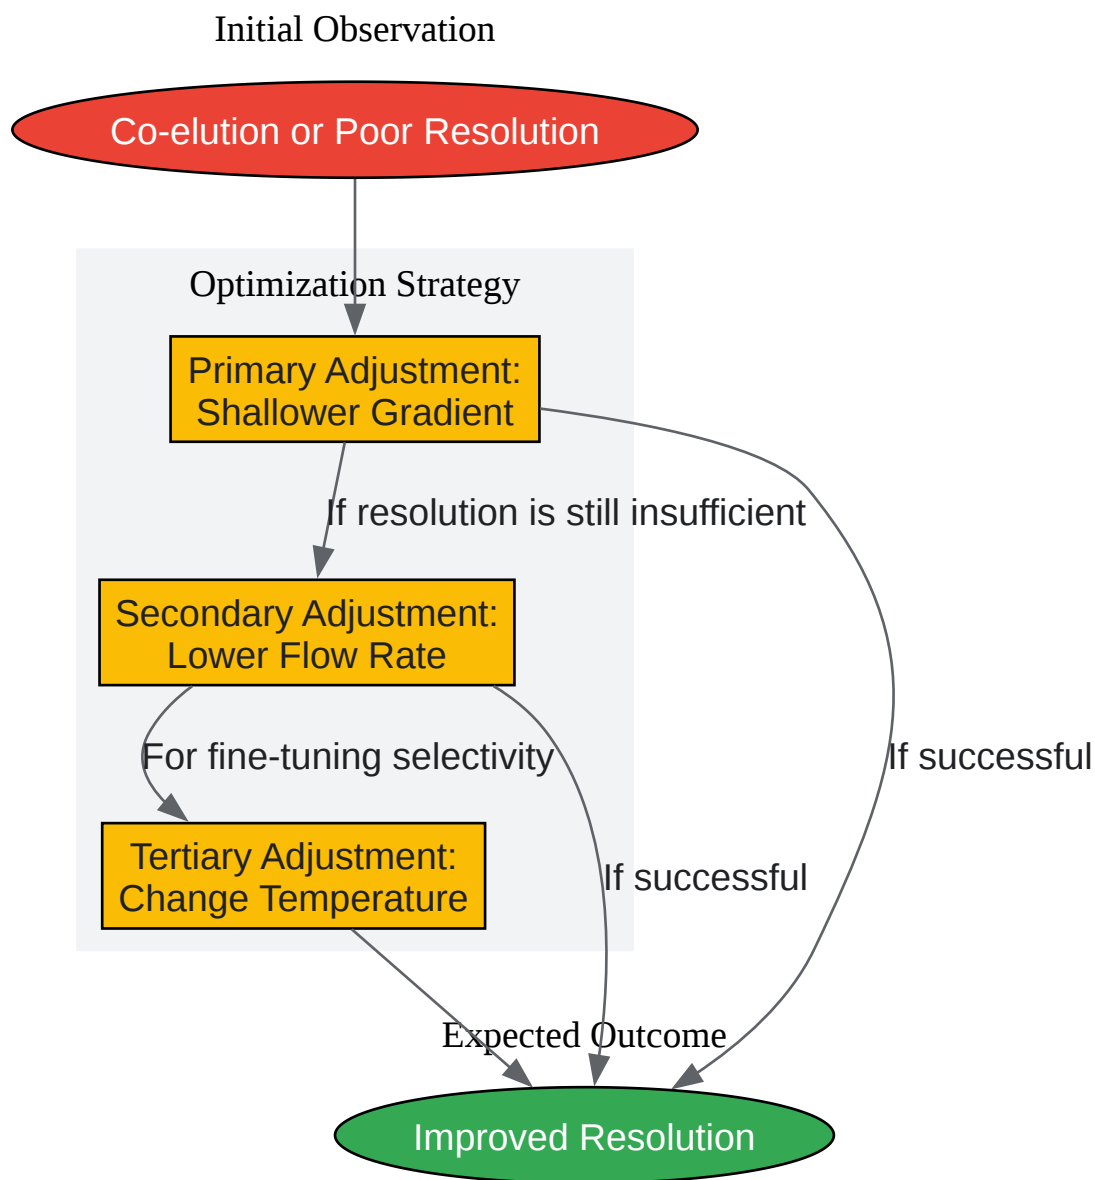 Initial Observation
Co-elution or Poor Resolution
Optimization Strategy
Primary Adjustment:
Shallower Gradient
If resolution is still insufficient
Secondary Adjustment:
Lower Flow Rate
For fine-tuning selectivity
If successful
Tertiary Adjustment:
Change Temperature
If successful
Expected Outcome
Improved Resolution